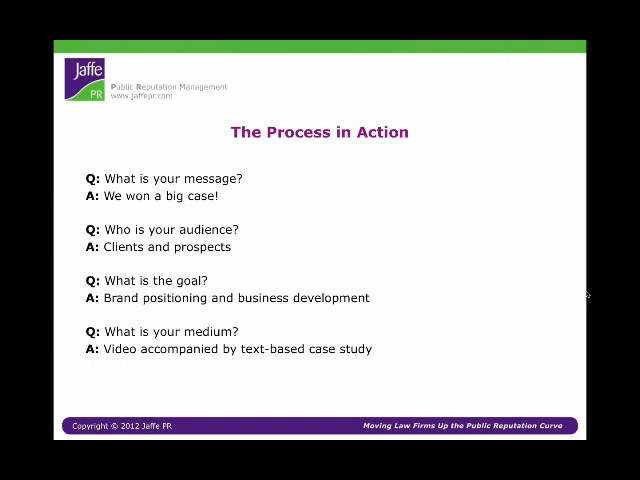 Jaffe
PR
Public Reputation Management
www.jaffepr.com
The Process in Action
Q: What is your message?
A: We won a big case!
Q: Who is your audience?
A: Clients and prospects
Q: What is the goal?
A: Brand positioning and business development
Q: What is your medium?
A: Video accompanied by text-based case study
Copyright © 2012 Jaffe PR
Moving Law Firms Up the Public Reputation Curve